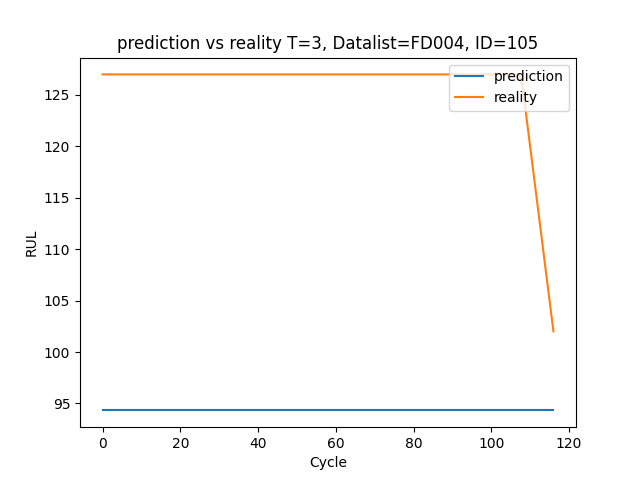 prediction vs reality T=3, Datalist=FD004, ID=105
prediction
reality
RUL
125
120
115
110
105
100
95
0 20 40 60 80 100 120
Cycle